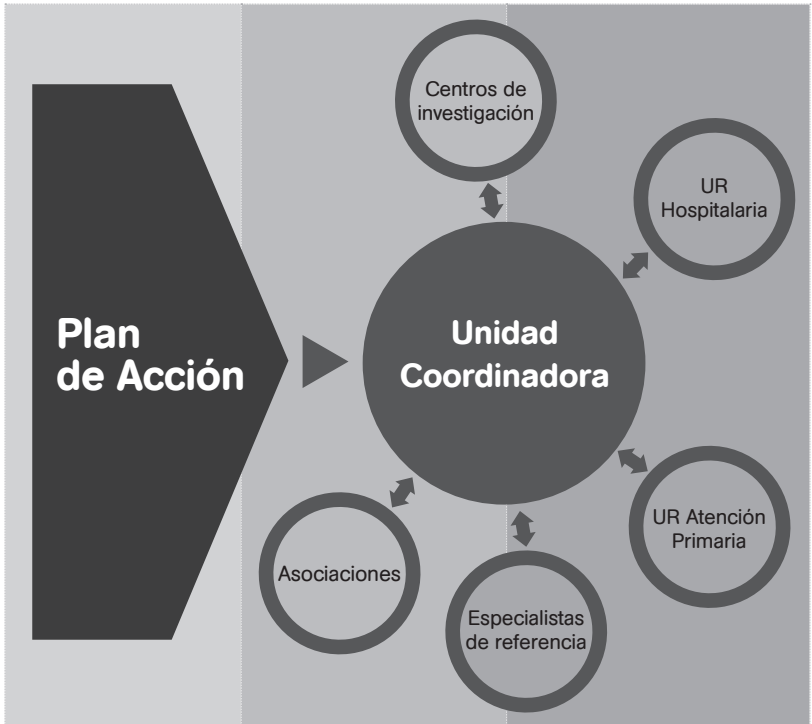 Plan
de Acción
Unidad
Coordinadora
Centros de
investigación
UR
Hospitalaria
UR Atención
Primaria
Especialistas
de referencia
Asociaciones